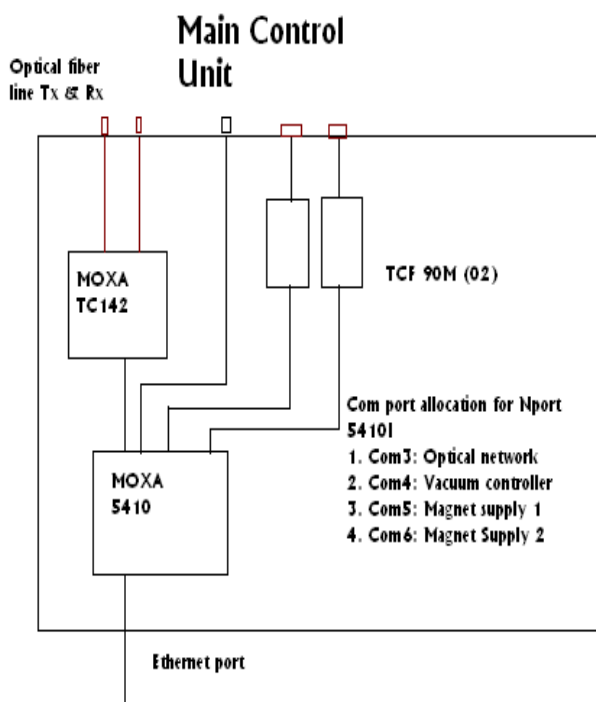 Main Control
Unit
Optical fiber
line Tx & Rx
MOXA
TC142
TCF 90M (02)
Com port allocation for Nport
5410I
1. Com3: Optical network
2. Com4: Vacuum controller
3. Com5: Magnet supply 1
4. Com6: Magnet Supply 2
MOXA
5410
Ethernet port